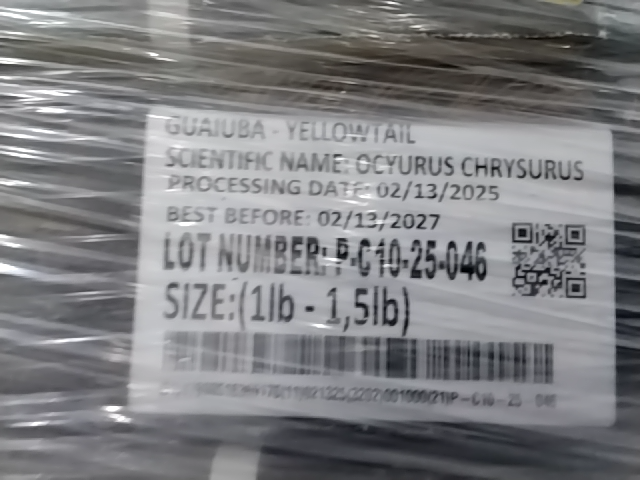 GUAIUBA - YELLOWTAIL
SCIENTIFIC NAME: OCYURUS CHRYSURUS
PROCESSING DATE: 02/13/2025
BEST BEFORE: 02/13/2027
LOT NUMBER: P-C10-25-046
SIZE:(1lb - 1,5lb)